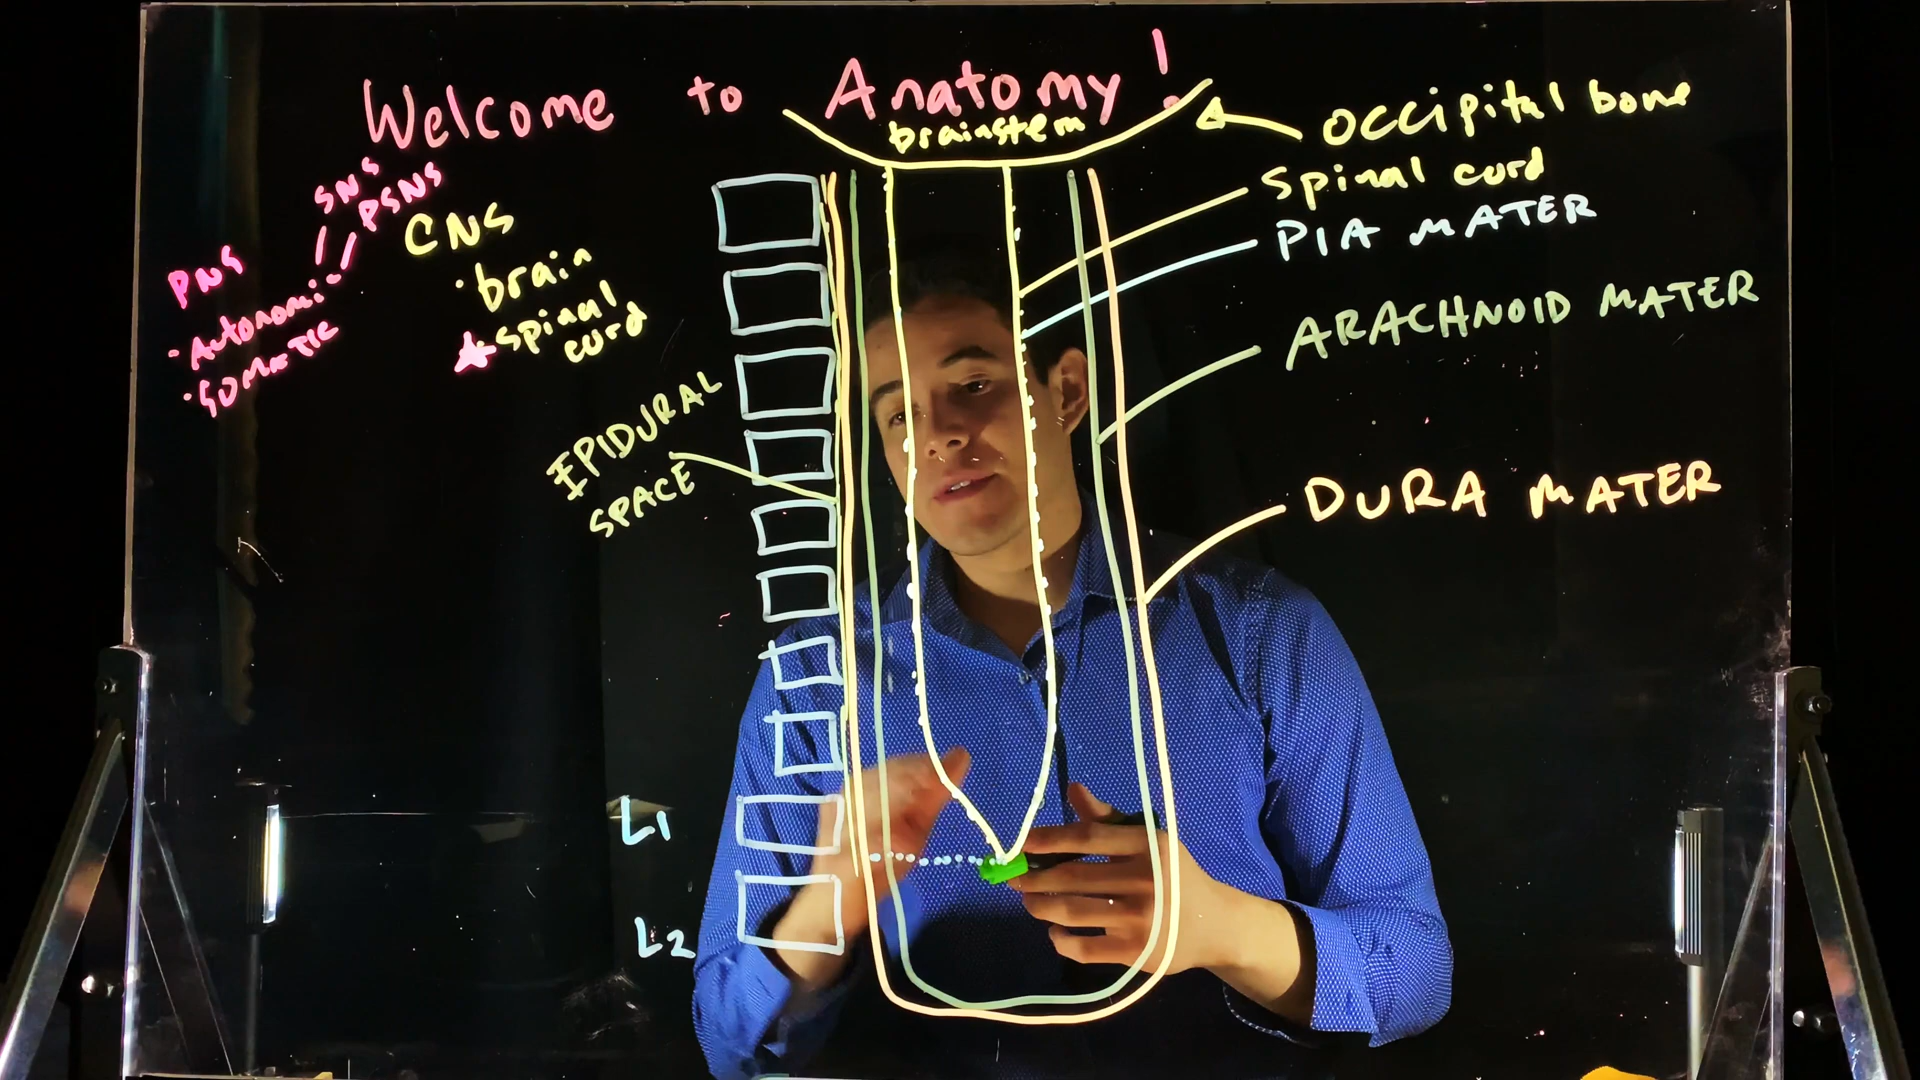 Welcome to Anatomy!
brainstem
Occipital bone
Spinal cord
PIA MATER
ARACHNOID MATER
DURA MATER
SNS
PSNS
PNS
• Autonomic
• Somatic
CNS
• brain
spinal
cord
EPIDURAL
SPACE
L1
L2